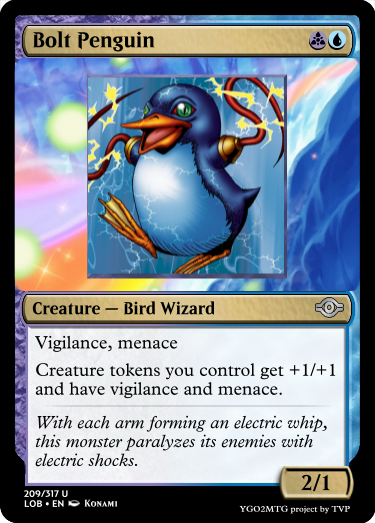 Bolt Penguin
Creature — Bird Wizard
Vigilance, menace
Creature tokens you control get +1/+1
and have vigilance and menace.
With each arm forming an electric whip,
this monster paralyzes its enemies with
electric shocks.
2/1
209/317 U
LOB • EN Konami
YGO2MTG project by TVP